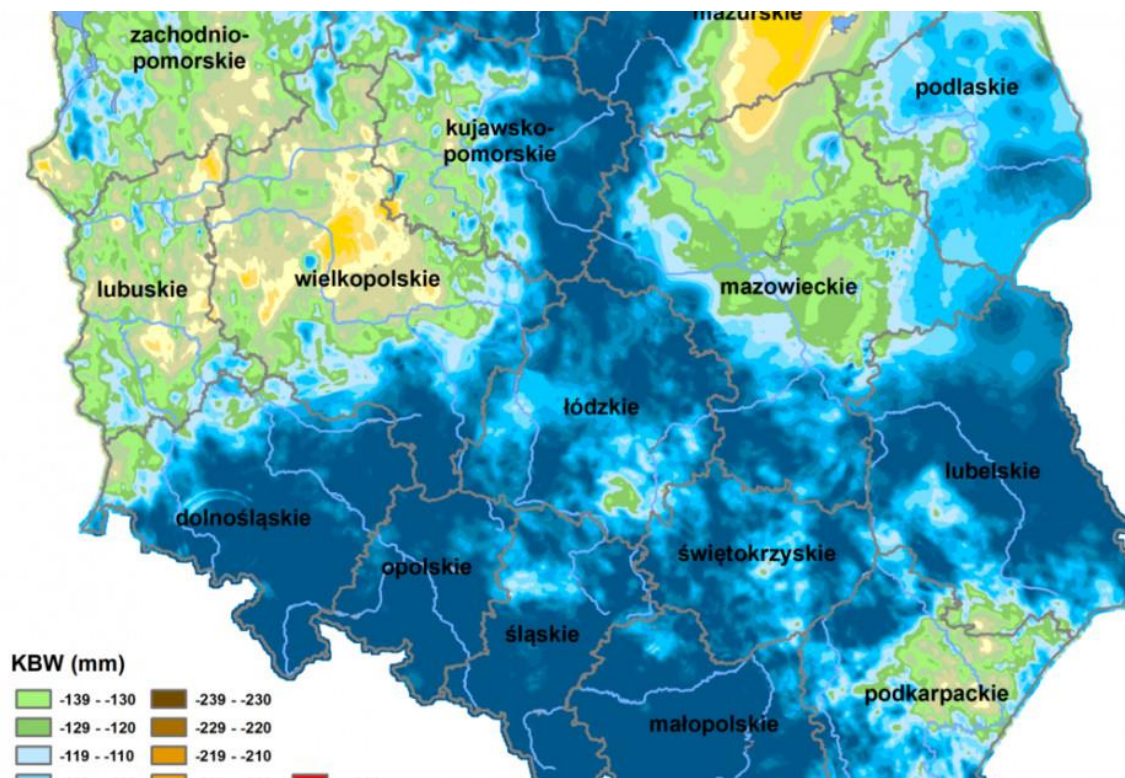 mazurskie
zachodnio-
pomorskie
podlaskie
kujawsko-
pomorskie
lubuskie
wielkopolskie
mazowieckie
łódzkie
lubelskie
dolnośląskie
opolskie
świętokrzyskie
śląskie
podkarpackie
małopolskie
KBW (mm)
-139 - -130
-239 - -230
-129 - -120
-229 - -220
-119 - -110
-219 - -210